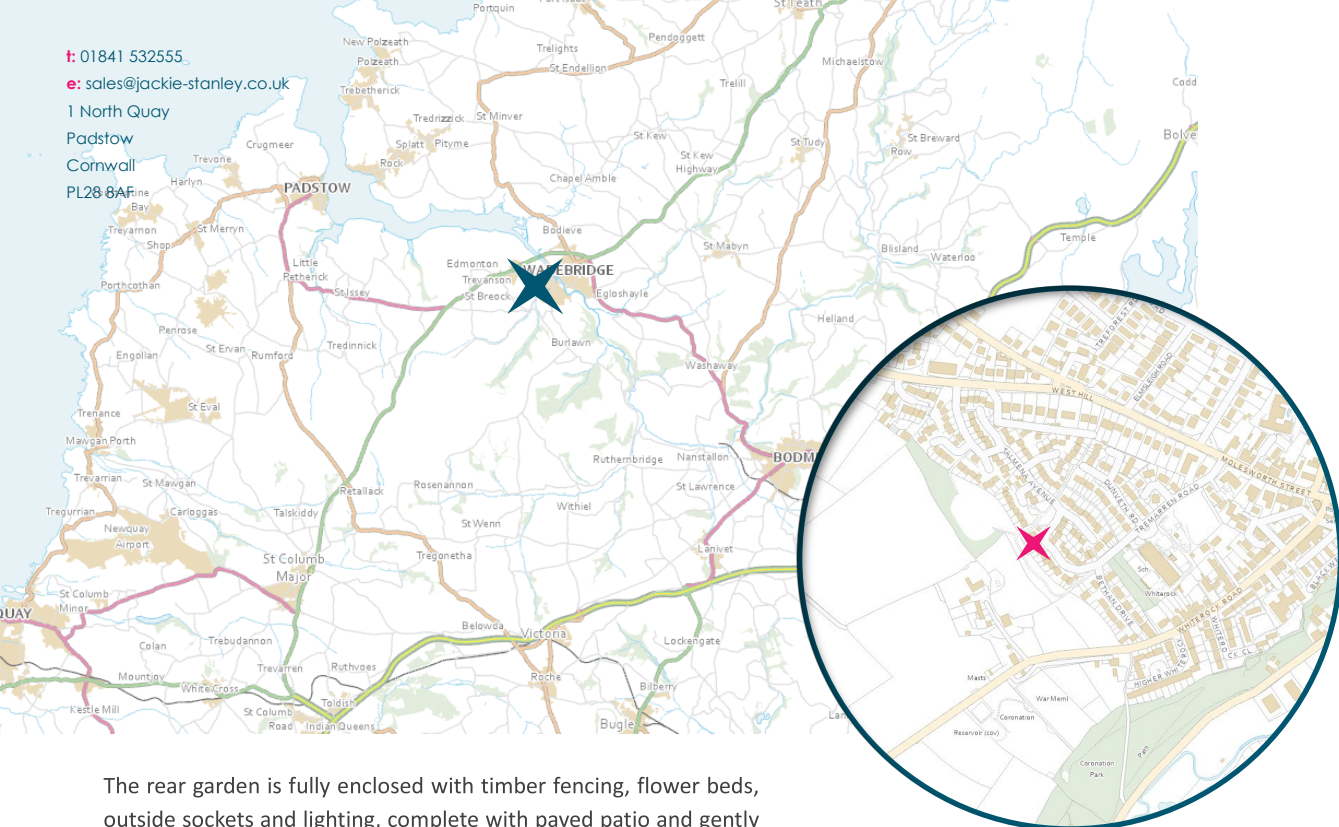 t: 01841 532555
e: sales@jackie-stanley.co.uk
1 North Quay
Padstow
Cornwall
PL28 8AF
Portquin
St Teath
New Polzeath
Pendoggett
Trelights
Polzeath
St Endellion
Michaelstow
Trebetherick
Trelill
Tredrizzick
St Minver
Splatt
Pityme
St Kew
St Breward
Row
St Tudy
Rock
St Kew
Highway
Chapel Amble
Crugmeer
Trevone
Harlyn
PADSTOW
Bay
Treyarnon
St Merryn
Shop
Bodieve
St Mabyn
Blisland
Waterloo
Temple
Little
Petherick
Edmonton
WADEBRIDGE
Trevanson
St Breock
Egloshayle
Porthcothan
St Issey
Helland
Penrose
Burlawn
Engollan
St Ervan
Rumford
Tredinnick
Washaway
St Eval
Trenance
Mawgan Porth
Ruthernbridge
Nanstallon
Trevarrian
St Mawgan
Rosenannon
St Lawrence
Retallack
Tregurrian
Carloggas
Talskiddy
Withiel
Newquay
Airport
St Wenn
Tregonetha
Lanivet
St Columb
Major
St Columb
Minor
QUAY
Belowda
Victoria
Lockengate
Trebudannon
Colan
Trevarren
Ruthvoes
Roche
Mountjoy
White Cross
Bilberry
Toldish
Kestle Mill
St Columb
Road
Indian Queens
Bugle
WEST HILL
ELMSLEIGH ROAD
MOLESWORTH STREET
DUNVETH RD
TREMARREN ROAD
Sch
Whiterock
BETHAN DRIVE
WHITEROCK ROAD
HIGHER WHITEROCK
Masts
War Meml
Coronation
Reservoir (cov)
Coronation
Park
Path
The rear garden is fully enclosed with timber fencing, flower beds,
outside sockets and lighting, complete with paved patio and gently